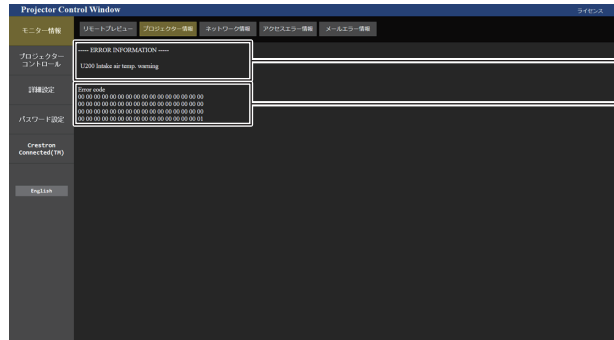 Projector Control Window
ライセンス
モニター情報
リモートプレビュー
プロジェクター情報
ネットワーク情報
アクセスエラー情報
メールエラー情報
プロジェクター
コントロール
詳細設定
パスワード設定
Crestron
Connected(TM)
English
----- ERROR INFORMATION -----
U200 Intake air temp. warning
Error code
00 00 00 00 00 00 00 00 00 00 00 00 00 00 00 00
00 00 00 00 00 00 00 00 00 00 00 00 00 00 00 00
00 00 00 00 00 00 00 00 00 00 00 00 00 00 00 00
00 00 00 00 00 00 00 00 00 00 00 00 00 00 00 01